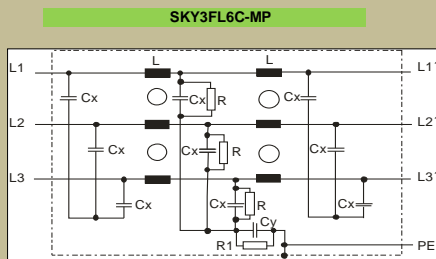 SKY3FL6C-MP
L L
L1 L1'
Cx Cx R Cx
L2 L2'
Cx Cx R Cx
L3 L3'
Cx Cx R Cx
Cy
R1
PE